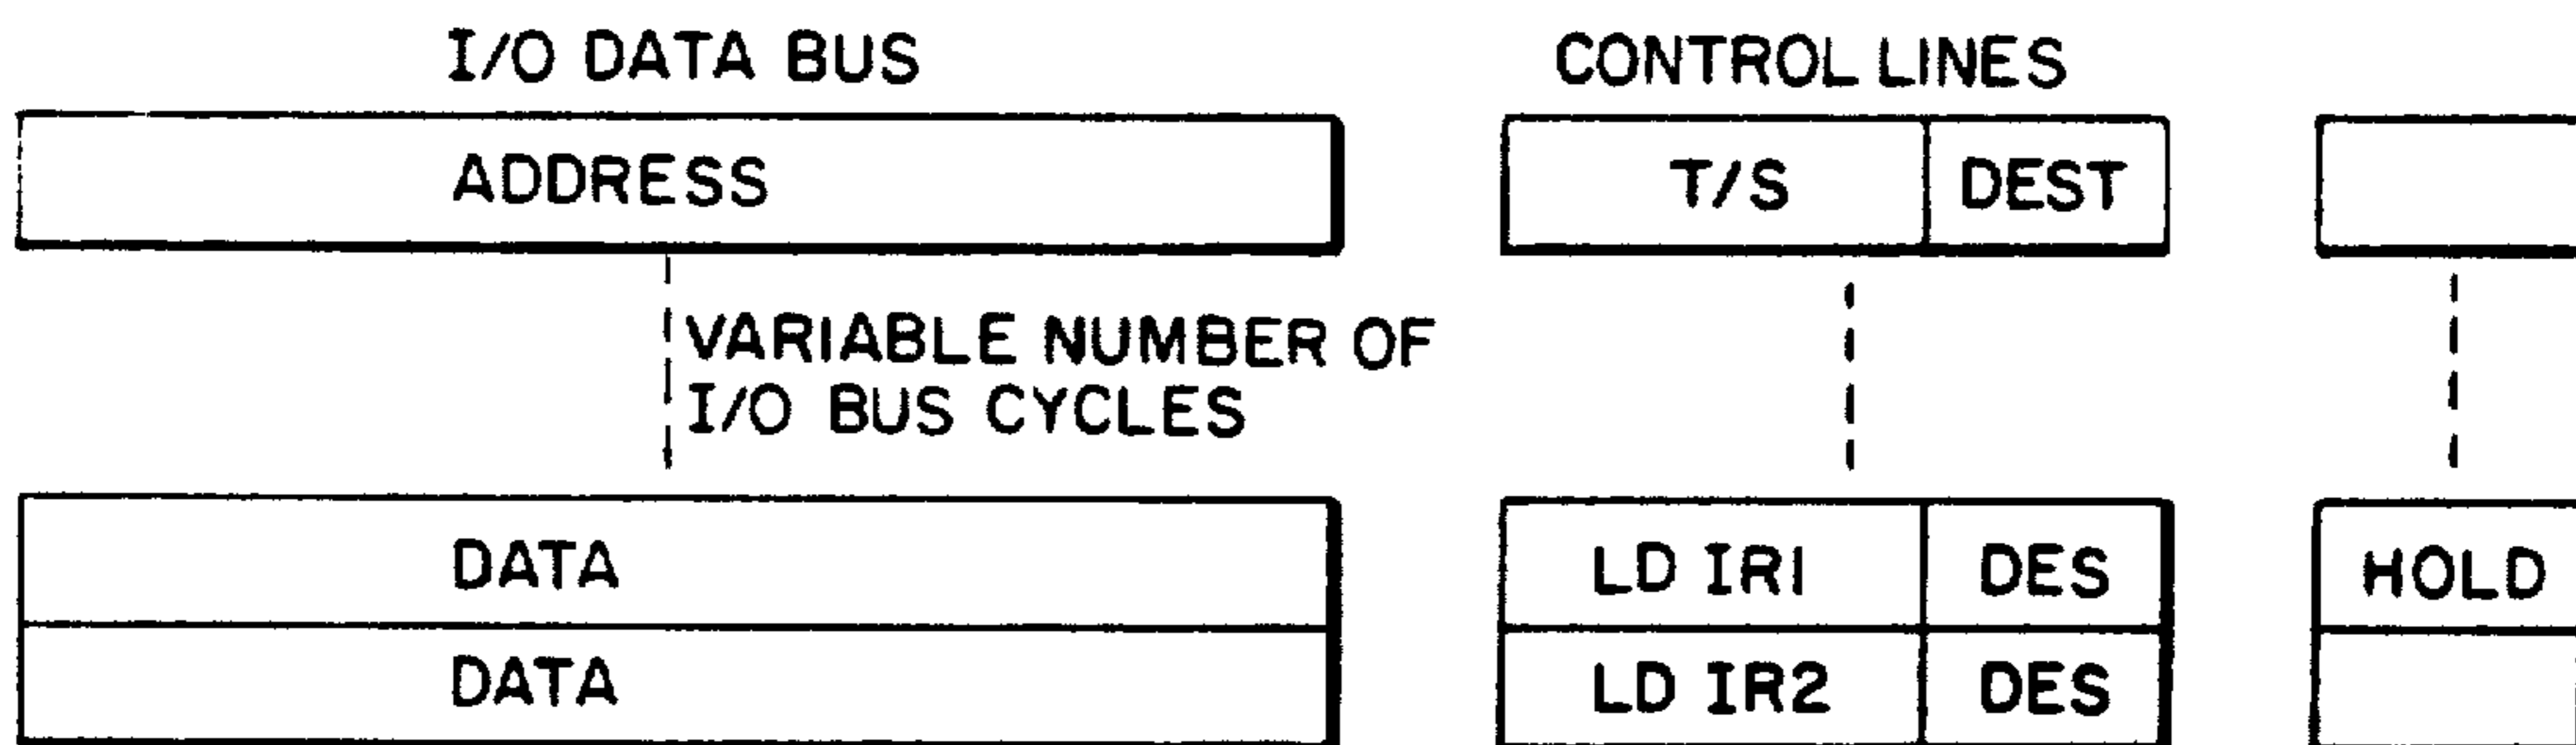 I/O DATA BUS CONTROL LINES
ADDRESS T/S DEST
VARIABLE NUMBER OF
I/O BUS CYCLES
DATA LD IR1 DES HOLD
DATA LD IR2 DES